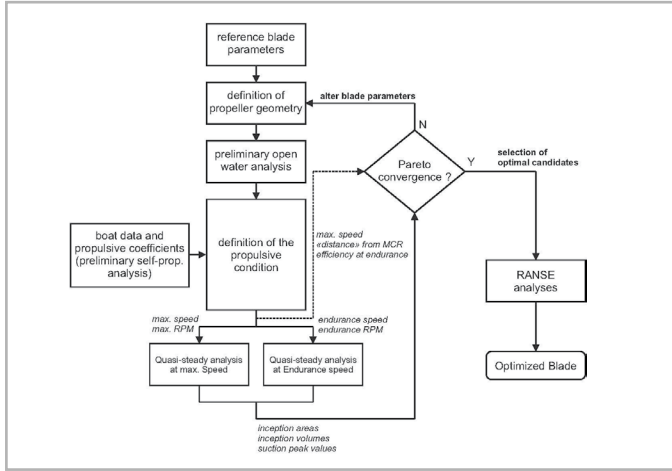 reference blade
parameters
definition of
propeller geometry
alter blade parameters
N
preliminary open
water analysis
Pareto
convergence ?
Y
selection of
optimal candidates
boat data and
propulsive coefficients
(preliminary self-prop.
analysis)
definition of the
propulsive
condition
max. speed
«distance» from MCR
efficiency at endurance
RANSE
analyses
max. speed
max. RPM
endurance speed
endurance RPM
Quasi-steady analysis
at max. Speed
Quasi-steady analysis
at Endurance speed
Optimized Blade
inception areas
inception volumes
suction peak values